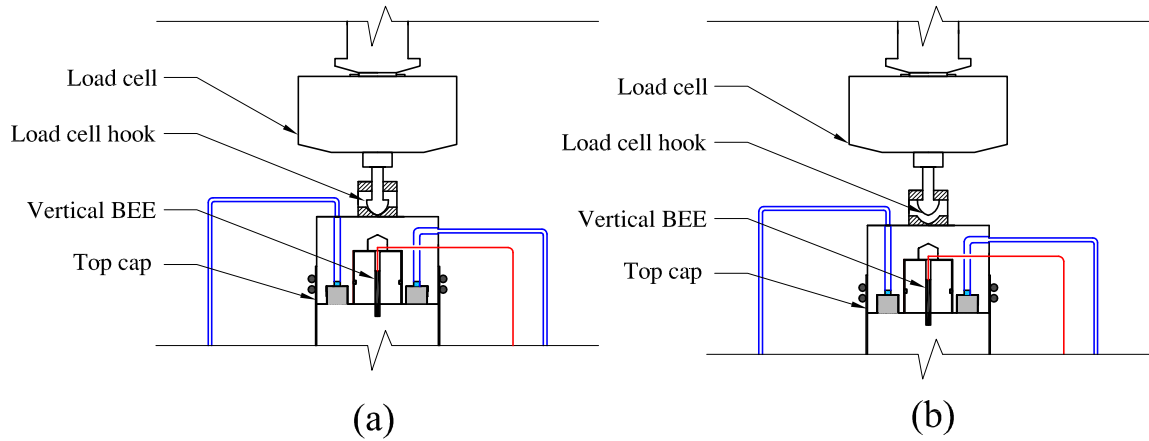 Load cell
Load cell hook
Vertical BEE
Top cap
(a)
Load cell
Load cell hook
Vertical BEE
Top cap
(b)